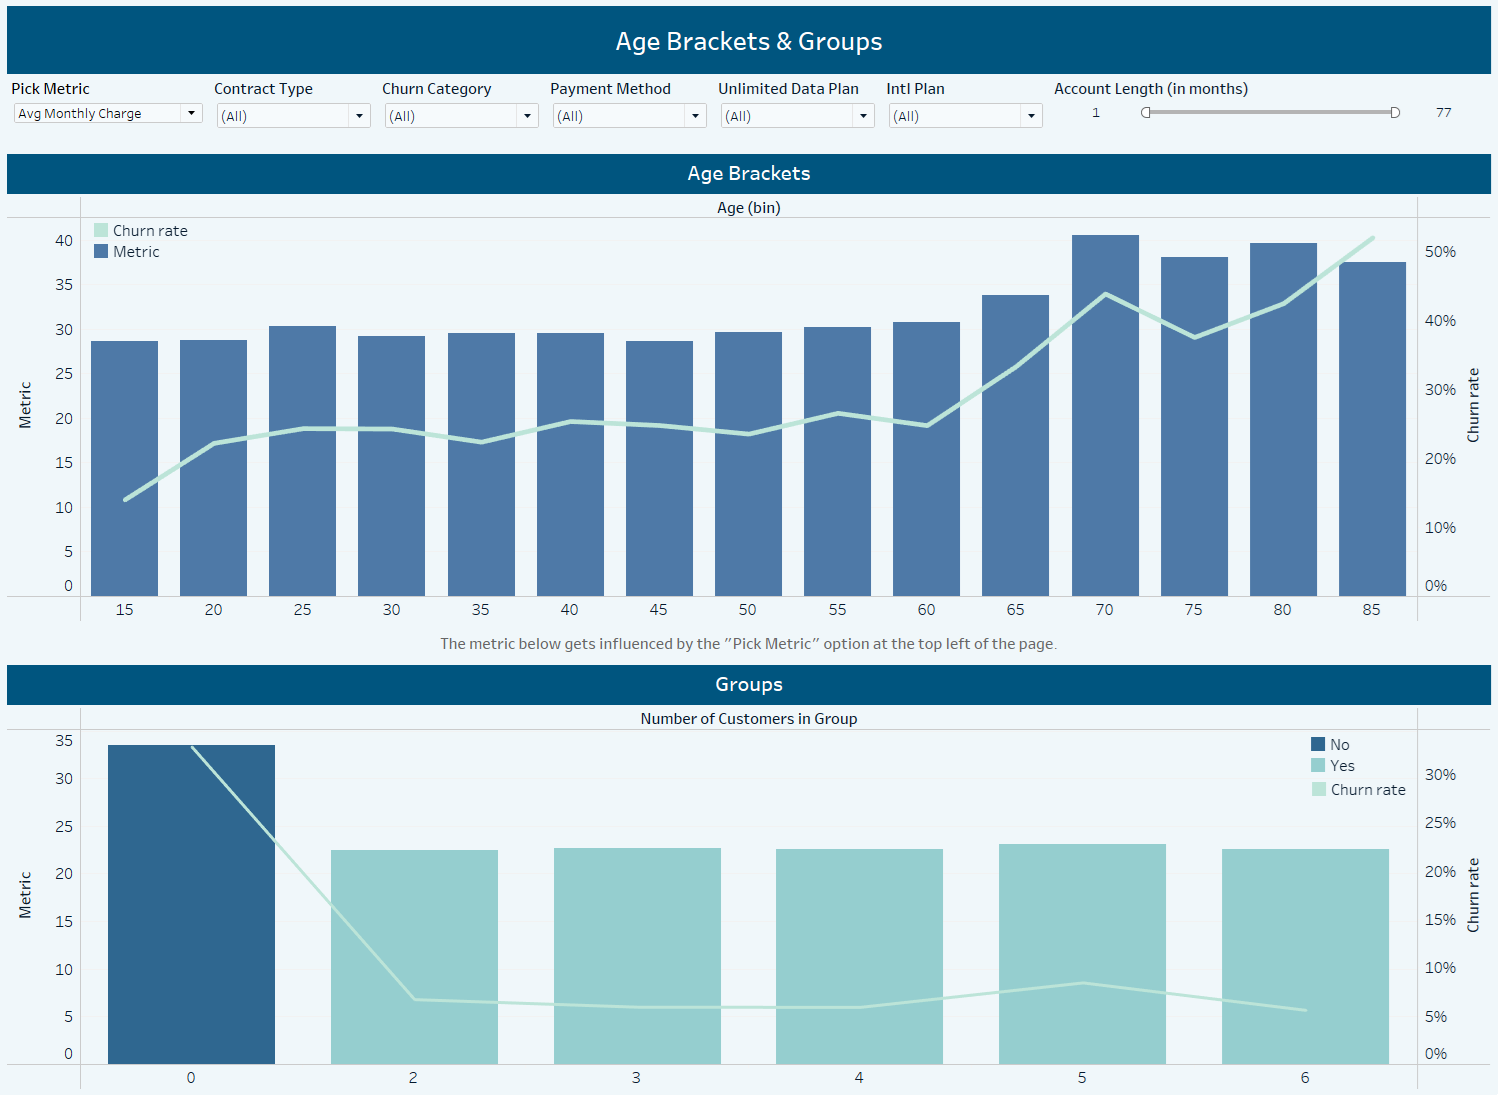 Age Brackets & Groups
Pick Metric Contract Type Churn Category Payment Method Unlimited Data Plan Intl Plan Account Length (in months)
Avg Monthly Charge (All) (All) (All) (All) (All) 1 77
Age Brackets
Age (bin)
Churn rate
Metric
Metric
40
35
30
25
20
15
10
5
0
50%
40%
30%
20%
10%
0%
Churn rate
15 20 25 30 35 40 45 50 55 60 65 70 75 80 85
The metric below gets influenced by the "Pick Metric" option at the top left of the page.
Groups
Number of Customers in Group
No
Yes
Churn rate
Metric
35
30
25
20
15
10
5
0
30%
25%
20%
15%
10%
5%
0%
Churn rate
0 2 3 4 5 6